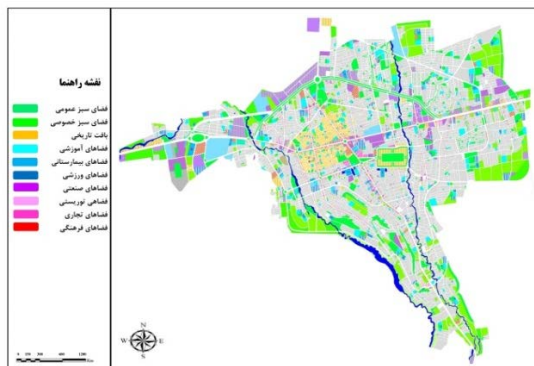 نقشه راهنما
فضای سبز عمومی
فضای سبز خصوصی
بافت تاریخی
فضاهای آموزشی
فضاهای بیمارستانی
فضاهای ورزشی
فضاهای صنعتی
فضاهی توریستی
فضاهای تجاری
فضاهای فرهنگی
N
W
E
S